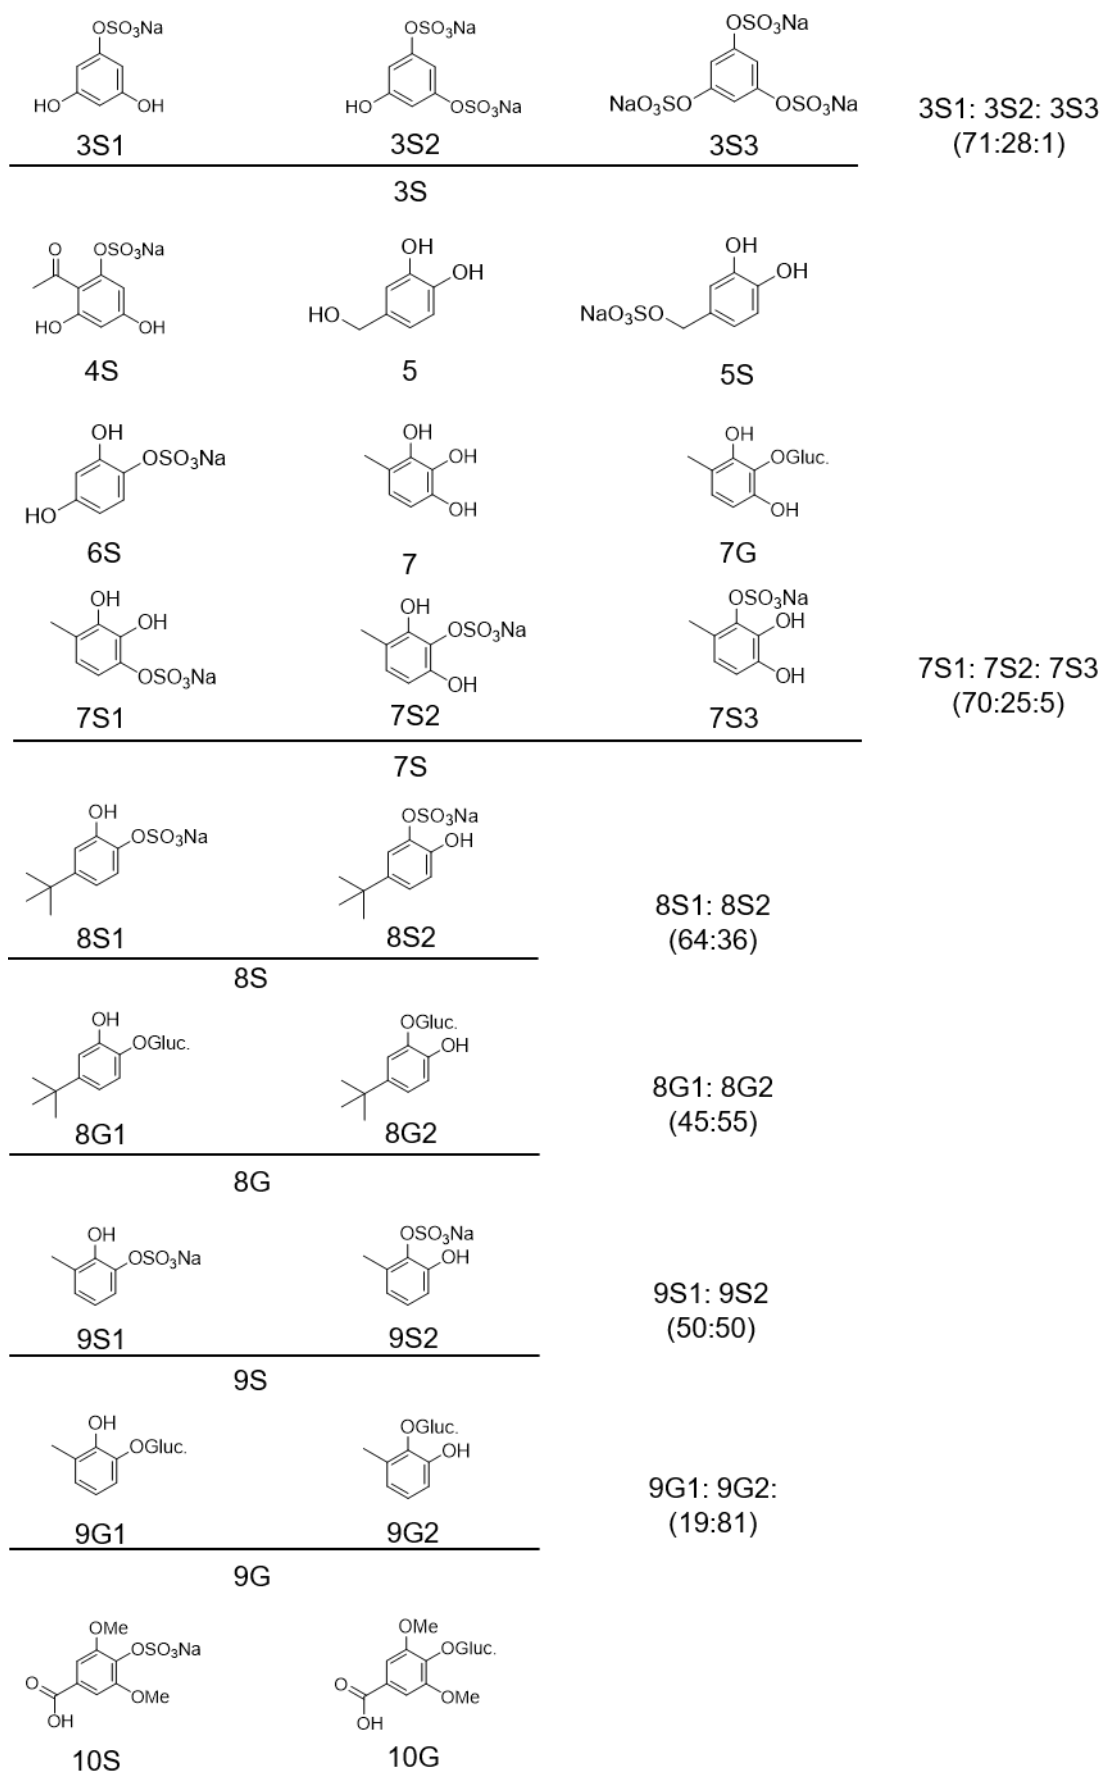 OSO₃Na
HO
OH
3S1
OSO₃Na
HO
OSO₃Na
3S2
OSO₃Na
NaO₃SO
OSO₃Na
3S3
3S1: 3S2: 3S3
(71:28:1)
3S
O
OSO₃Na
HO
OH
4S
OH
OH
HO
5
OH
OH
NaO₃SO
5S
OH
OSO₃Na
HO
6S
OH
OH
OH
7
OH
OGluc.
OH
7G
OH
OH
OSO₃Na
7S1
OH
OSO₃Na
OH
7S2
OSO₃Na
OH
OH
7S3
7S1: 7S2: 7S3
(70:25:5)
7S
OH
OSO₃Na
8S1
OSO₃Na
OH
8S2
8S1: 8S2
(64:36)
8S
OH
OGluc.
8G1
OGluc.
OH
8G2
8G1: 8G2
(45:55)
8G
OH
OSO₃Na
9S1
OSO₃Na
OH
9S2
9S1: 9S2
(50:50)
9S
OH
OGluc.
9G1
OGluc.
OH
9G2
9G1: 9G2:
(19:81)
9G
OMe
OSO₃Na
O
OMe
OH
10S
OMe
OGluc.
O
OMe
OH
10G